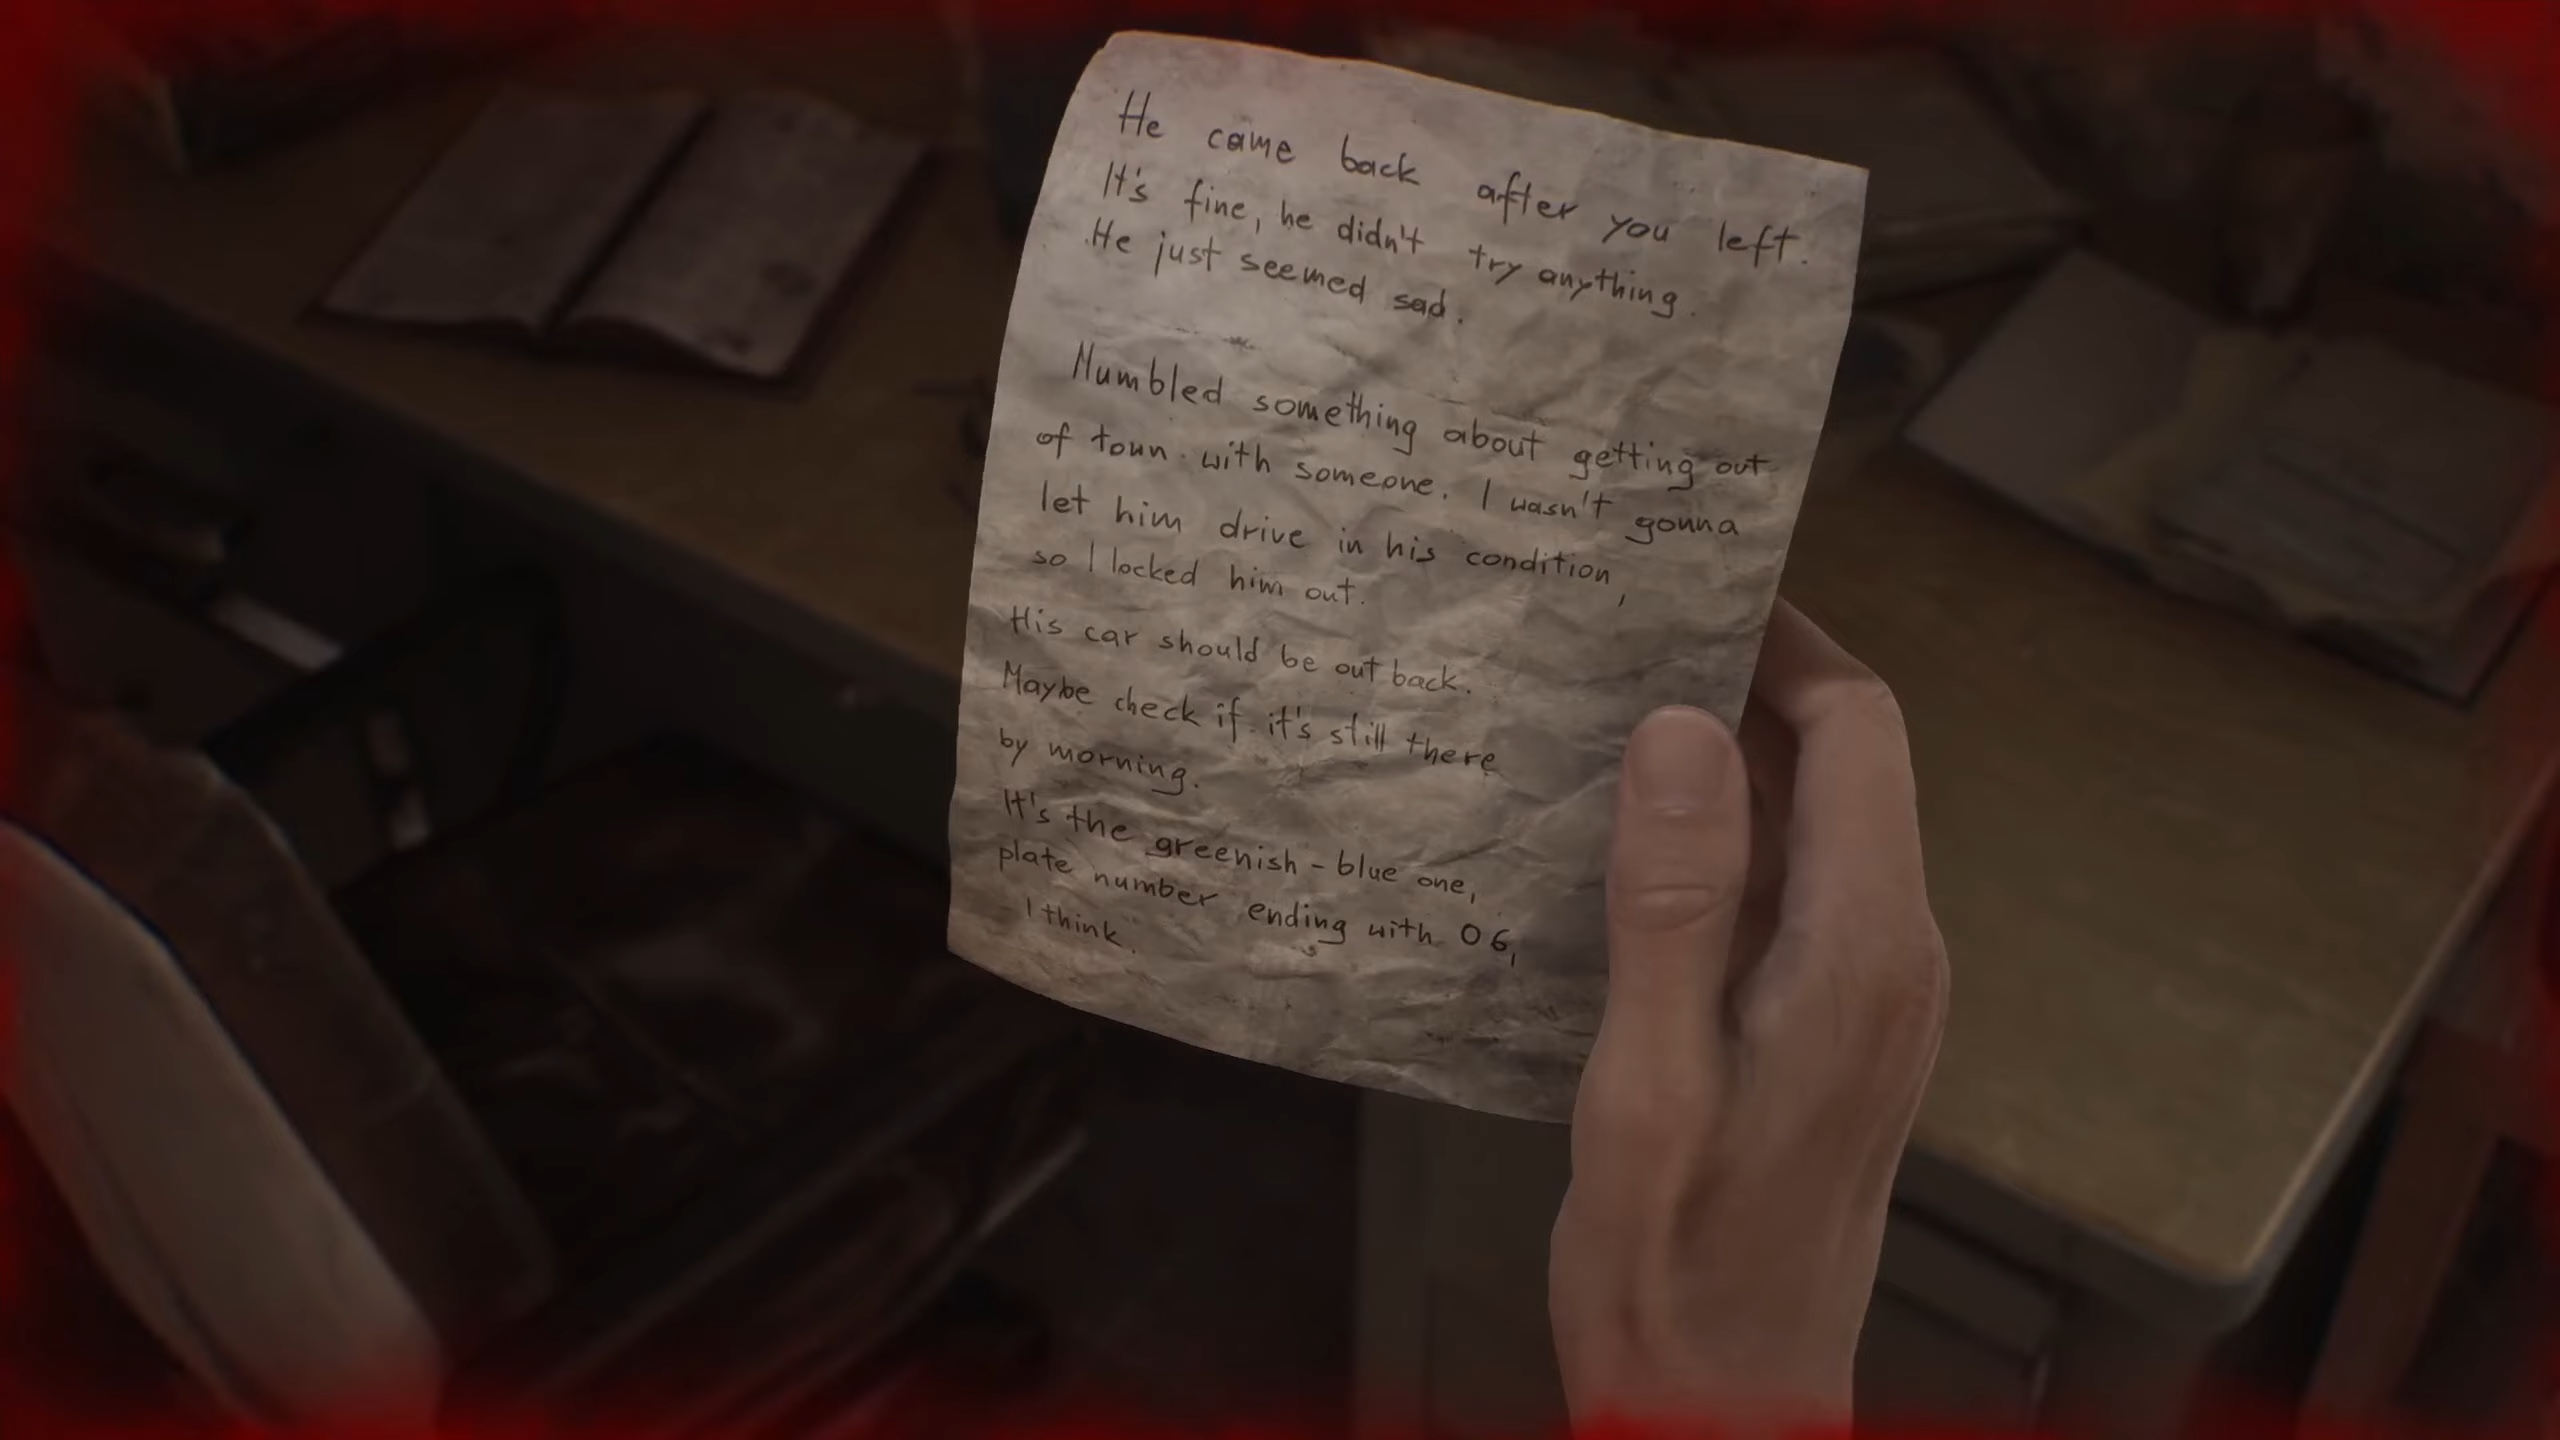 He came back after you left.
It's fine, he didn't try anything.
He just seemed sad.
Mumbled something about getting out
of town with someone. I wasn't gonna
let him drive in his condition,
so I locked him out.
His car should be out back.
Maybe check if it's still there
by morning.
It's the greenish-blue one,
plate number ending with 06,
I think.